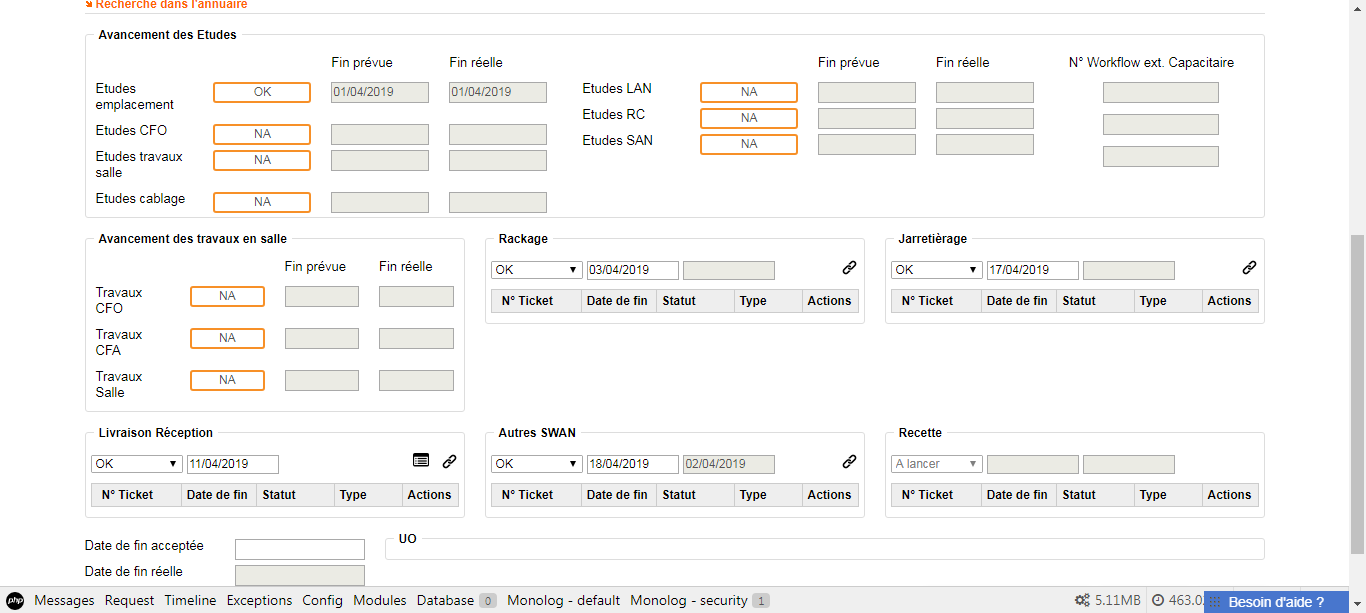 Recherche dans l'annuaire
Avancement des Etudes
Fin prévue Fin réelle Fin prévue Fin réelle N° Workflow ext. Capacitaire
Etudes emplacement OK 01/04/2019 01/04/2019 Etudes LAN NA
Etudes RC NA
Etudes CFO NA Etudes SAN NA
Etudes travaux salle NA
Etudes cablage NA
Avancement des travaux en salle
Fin prévue Fin réelle
Travaux CFO NA
Travaux CFA NA
Travaux Salle NA
Rackage
OK 03/04/2019
N° Ticket Date de fin Statut Type Actions
Jarretièrage
OK 17/04/2019
N° Ticket Date de fin Statut Type Actions
Livraison Réception
OK 11/04/2019
N° Ticket Date de fin Statut Type Actions
Autres SWAN
OK 18/04/2019 02/04/2019
N° Ticket Date de fin Statut Type Actions
Recette
A lancer
N° Ticket Date de fin Statut Type Actions
Date de fin acceptée
Date de fin réelle
UO
php Messages Request Timeline Exceptions Config Modules Database 0 Monolog - default Monolog - security 1 5.11MB 463.0 Besoin d'aide ?